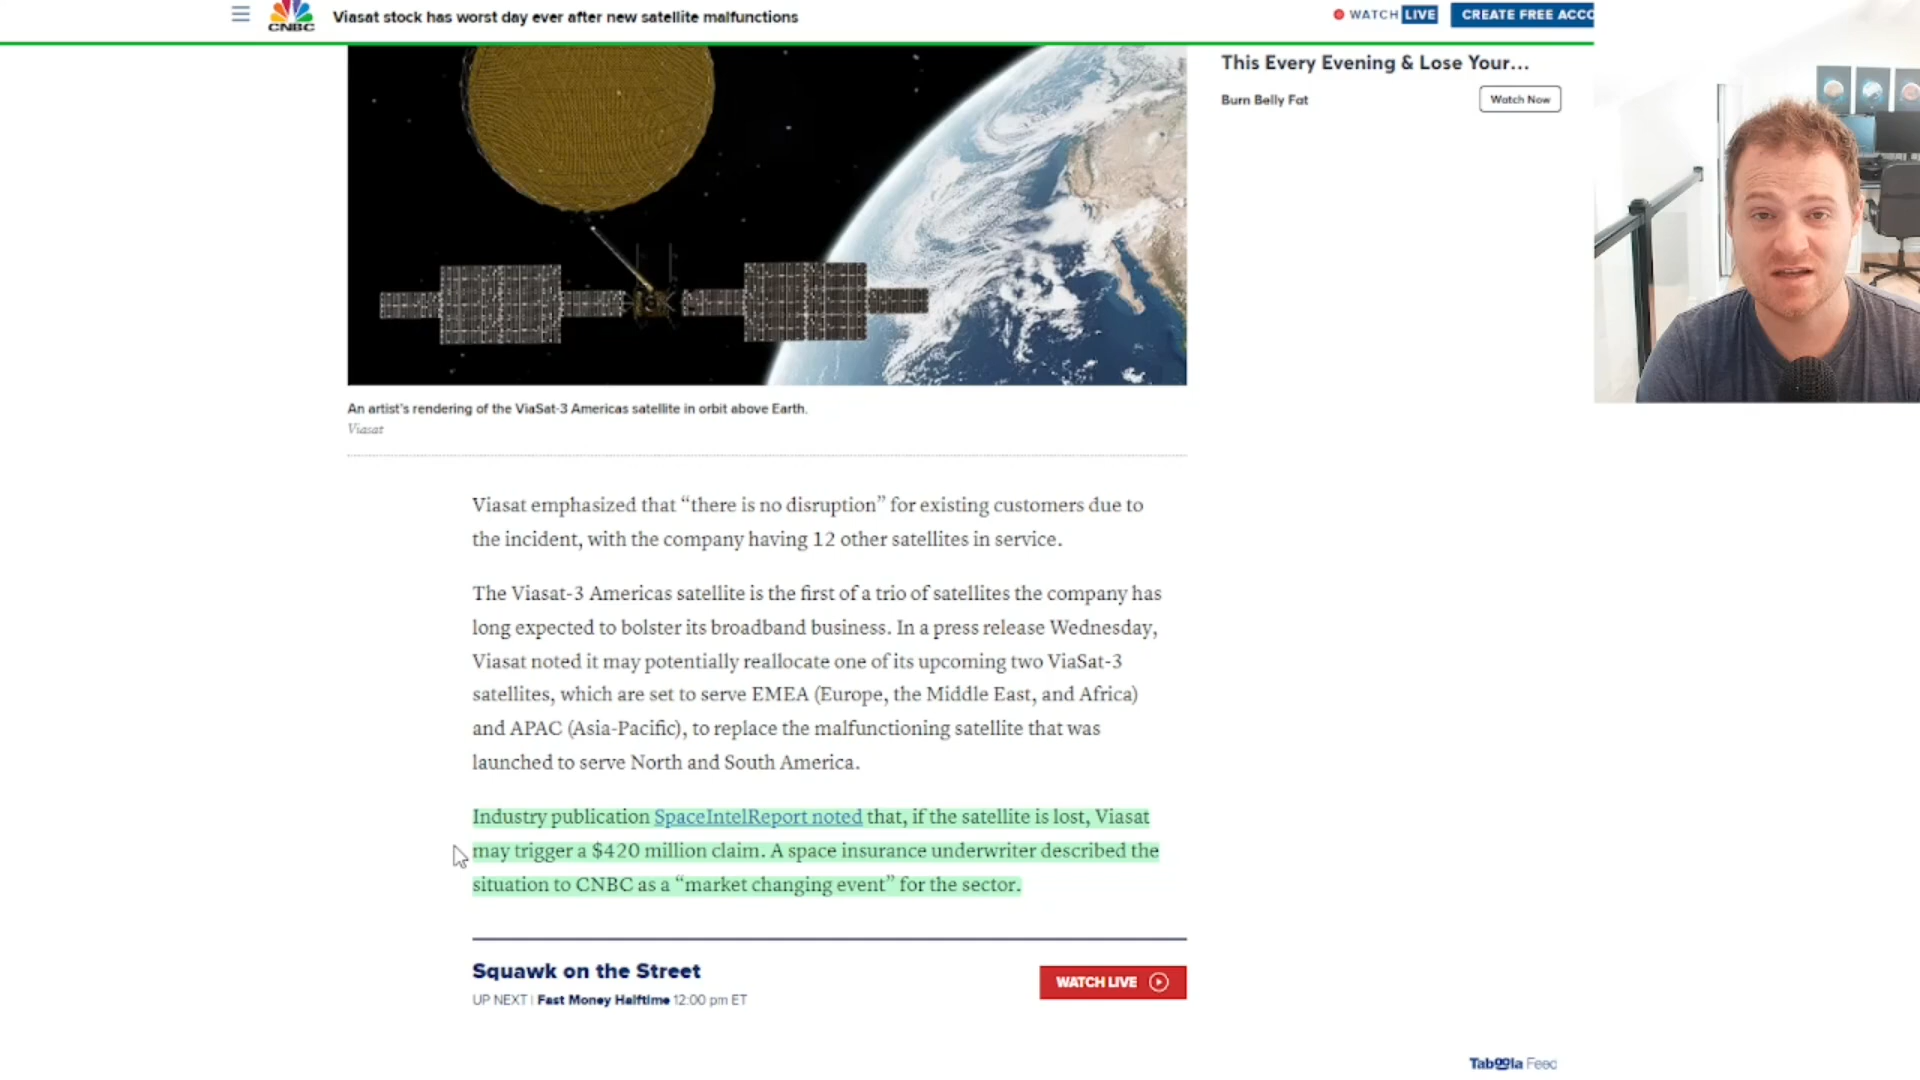 CNBC
Viasat stock has worst day ever after new satellite malfunctions
WATCH LIVE
CREATE FREE ACCO
This Every Evening & Lose Your...
Burn Belly Fat
Watch Now
An artist's rendering of the ViaSat-3 Americas satellite in orbit above Earth.
Viasat
Viasat emphasized that “there is no disruption” for existing customers due to
the incident, with the company having 12 other satellites in service.
The Viasat-3 Americas satellite is the first of a trio of satellites the company has
long expected to bolster its broadband business. In a press release Wednesday,
Viasat noted it may potentially reallocate one of its upcoming two ViaSat-3
satellites, which are set to serve EMEA (Europe, the Middle East, and Africa)
and APAC (Asia-Pacific), to replace the malfunctioning satellite that was
launched to serve North and South America.
Industry publication SpaceIntelReport noted that, if the satellite is lost, Viasat
may trigger a $420 million claim. A space insurance underwriter described the
situation to CNBC as a “market changing event” for the sector.
Squawk on the Street
WATCH LIVE
UP NEXT | Fast Money Halftime 12:00 pm ET
Taboola Feed